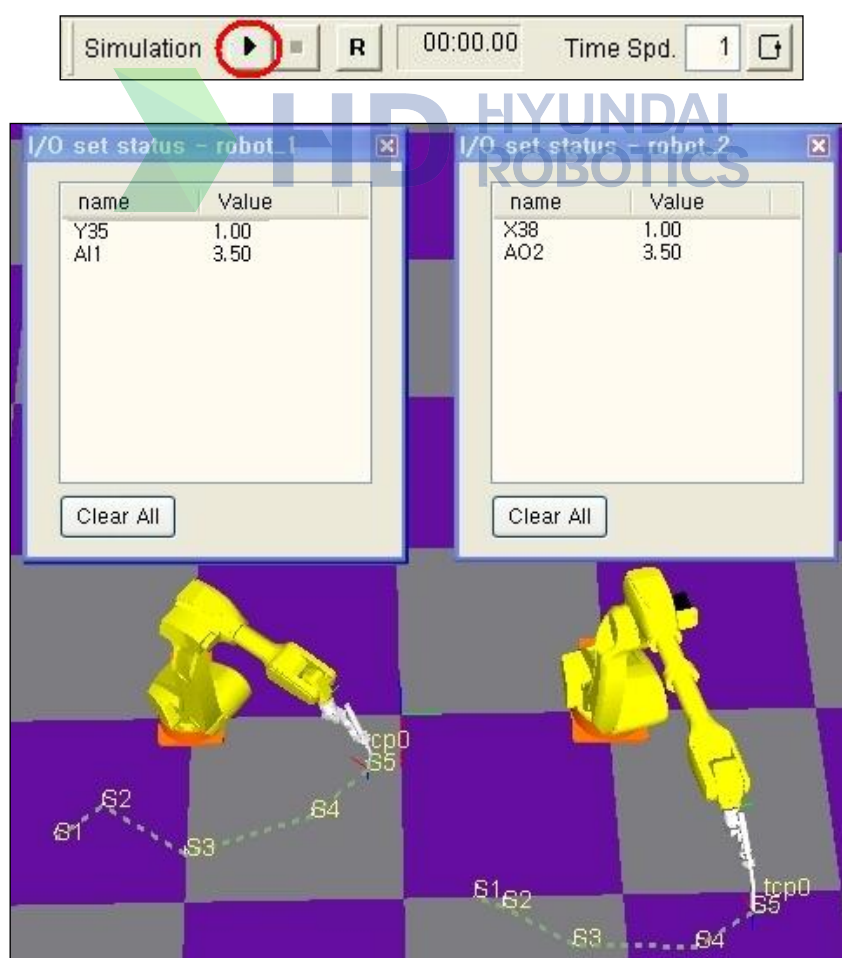 Simulation R 00:00.00 Time Spd. 1
HD HYUNDAI ROBOTICS
I/O set status - robot_1
name Value
Y35 1.00
AI1 3.50
Clear All
I/O set status - robot_2
name Value
X38 1.00
AO2 3.50
Clear All
tcp0
S5
S4
S2
S1
S3
S1
S2
tcp0
S5
S3
S4